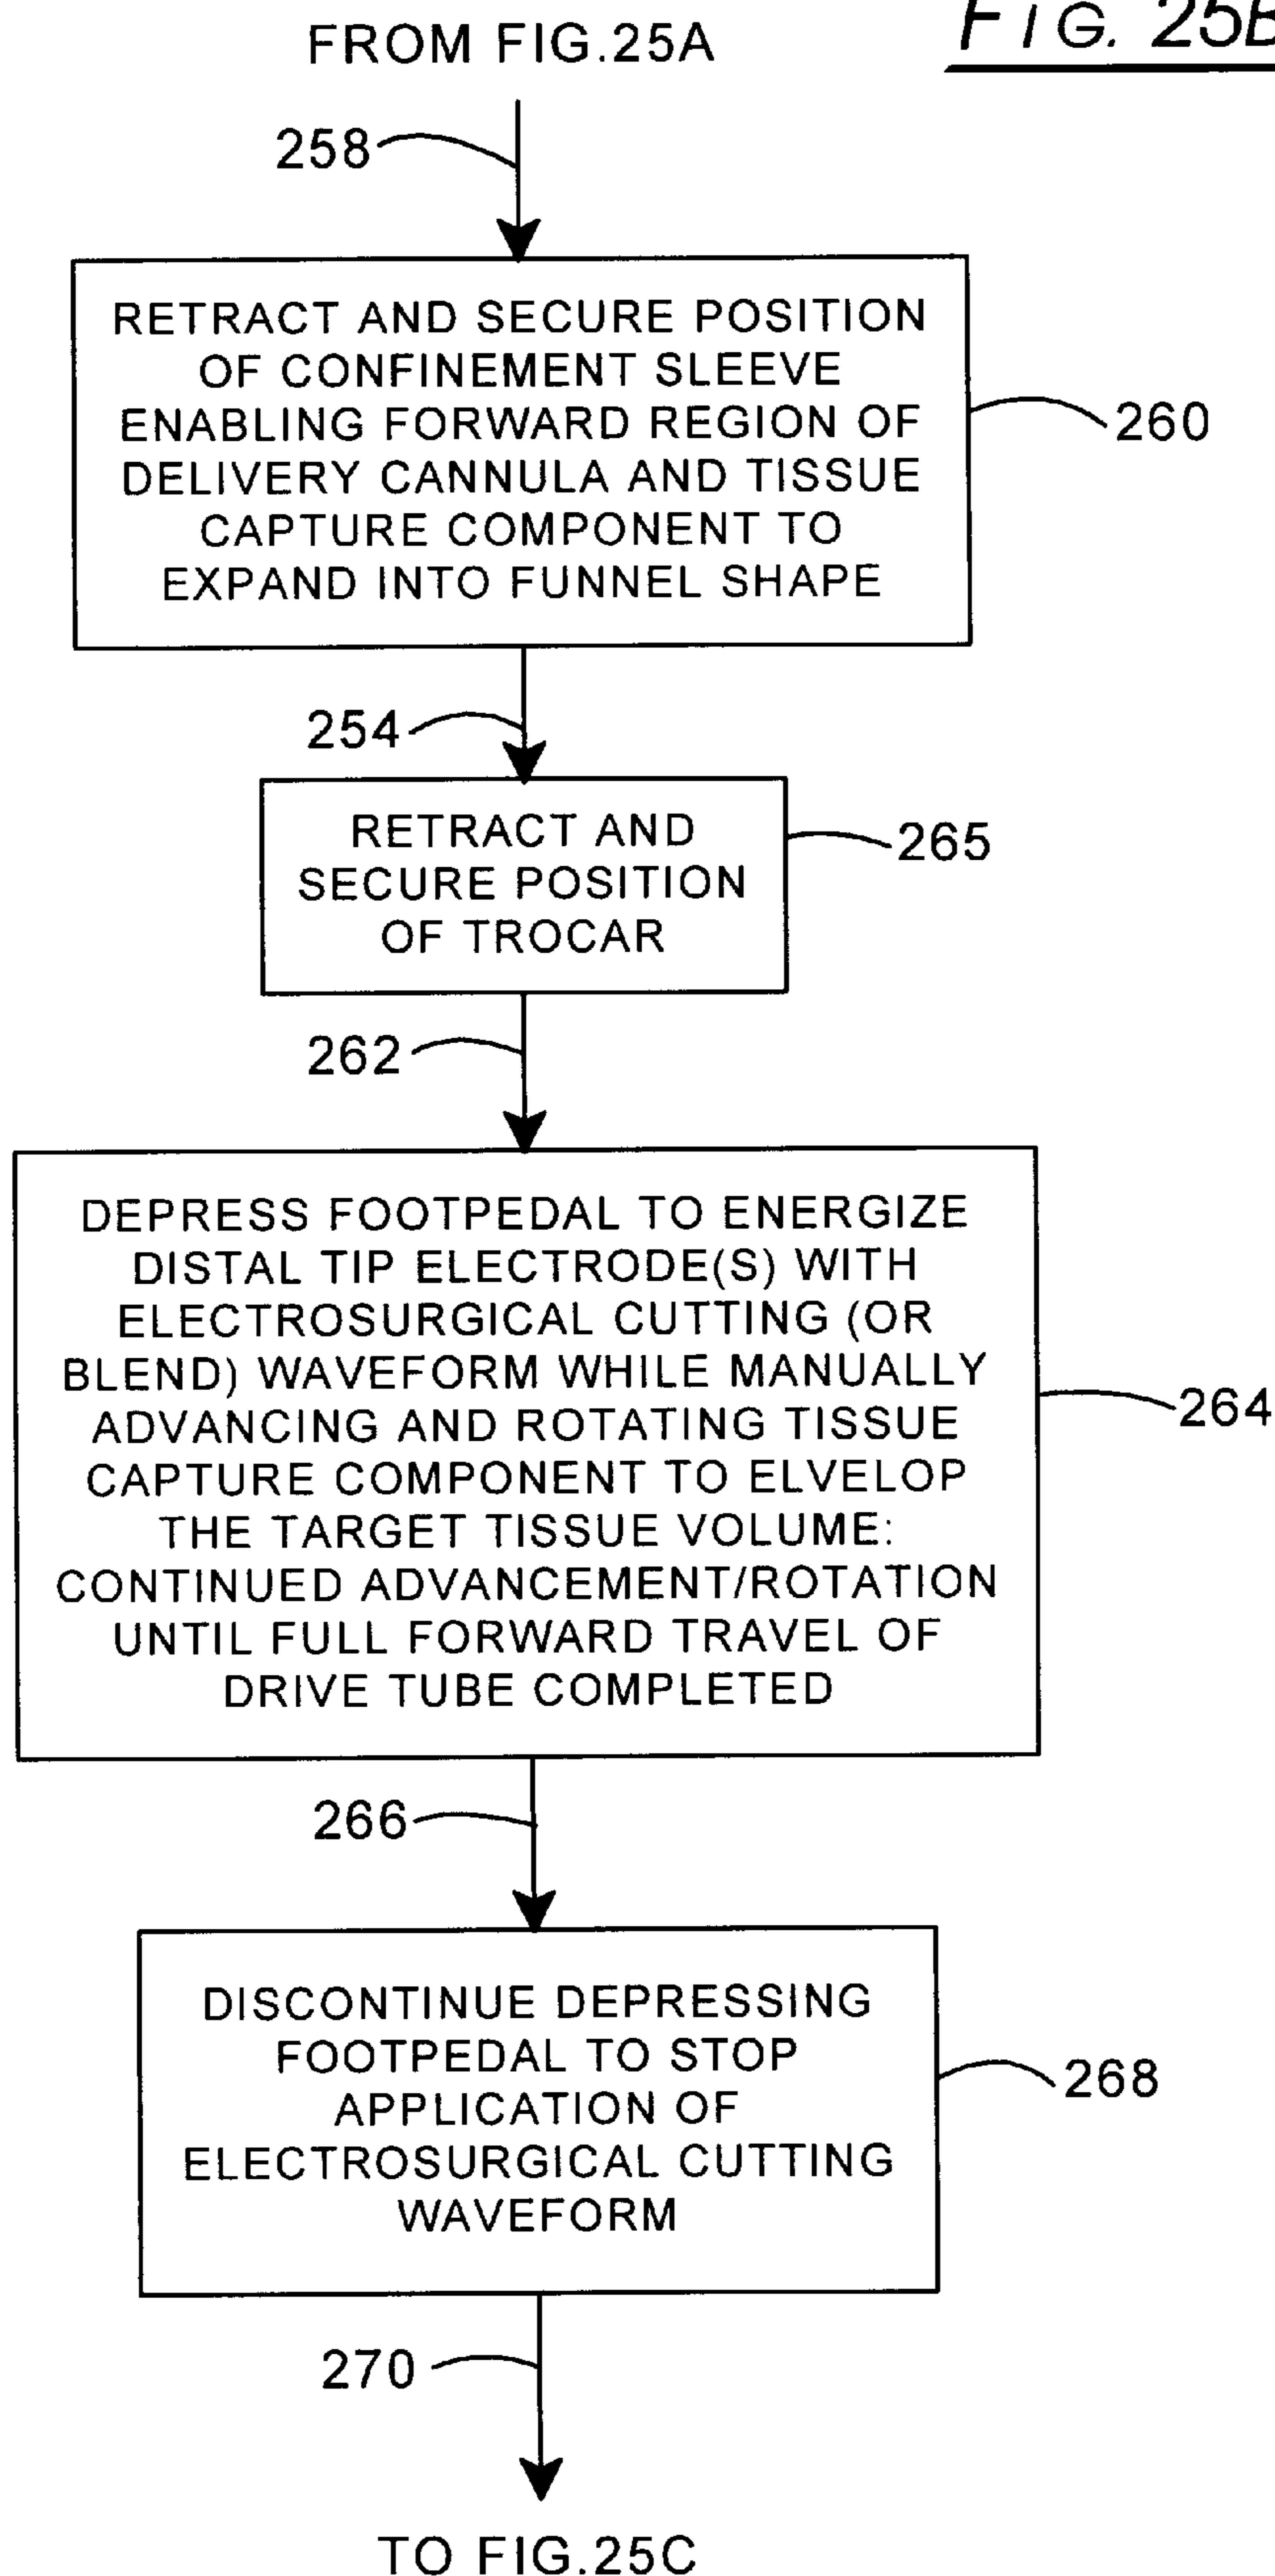 FROM FIG.25A
FIG. 25B
258
RETRACT AND SECURE POSITION
OF CONFINEMENT SLEEVE
ENABLING FORWARD REGION OF
DELIVERY CANNULA AND TISSUE
CAPTURE COMPONENT TO
EXPAND INTO FUNNEL SHAPE
260
254
RETRACT AND
SECURE POSITION
OF TROCAR
265
262
DEPRESS FOOTPEDAL TO ENERGIZE
DISTAL TIP ELECTRODE(S) WITH
ELECTROSURGICAL CUTTING (OR
BLEND) WAVEFORM WHILE MANUALLY
ADVANCING AND ROTATING TISSUE
CAPTURE COMPONENT TO ELVELOP
THE TARGET TISSUE VOLUME:
CONTINUED ADVANCEMENT/ROTATION
UNTIL FULL FORWARD TRAVEL OF
DRIVE TUBE COMPLETED
264
266
DISCONTINUE DEPRESSING
FOOTPEDAL TO STOP
APPLICATION OF
ELECTROSURGICAL CUTTING
WAVEFORM
268
270
TO FIG.25C